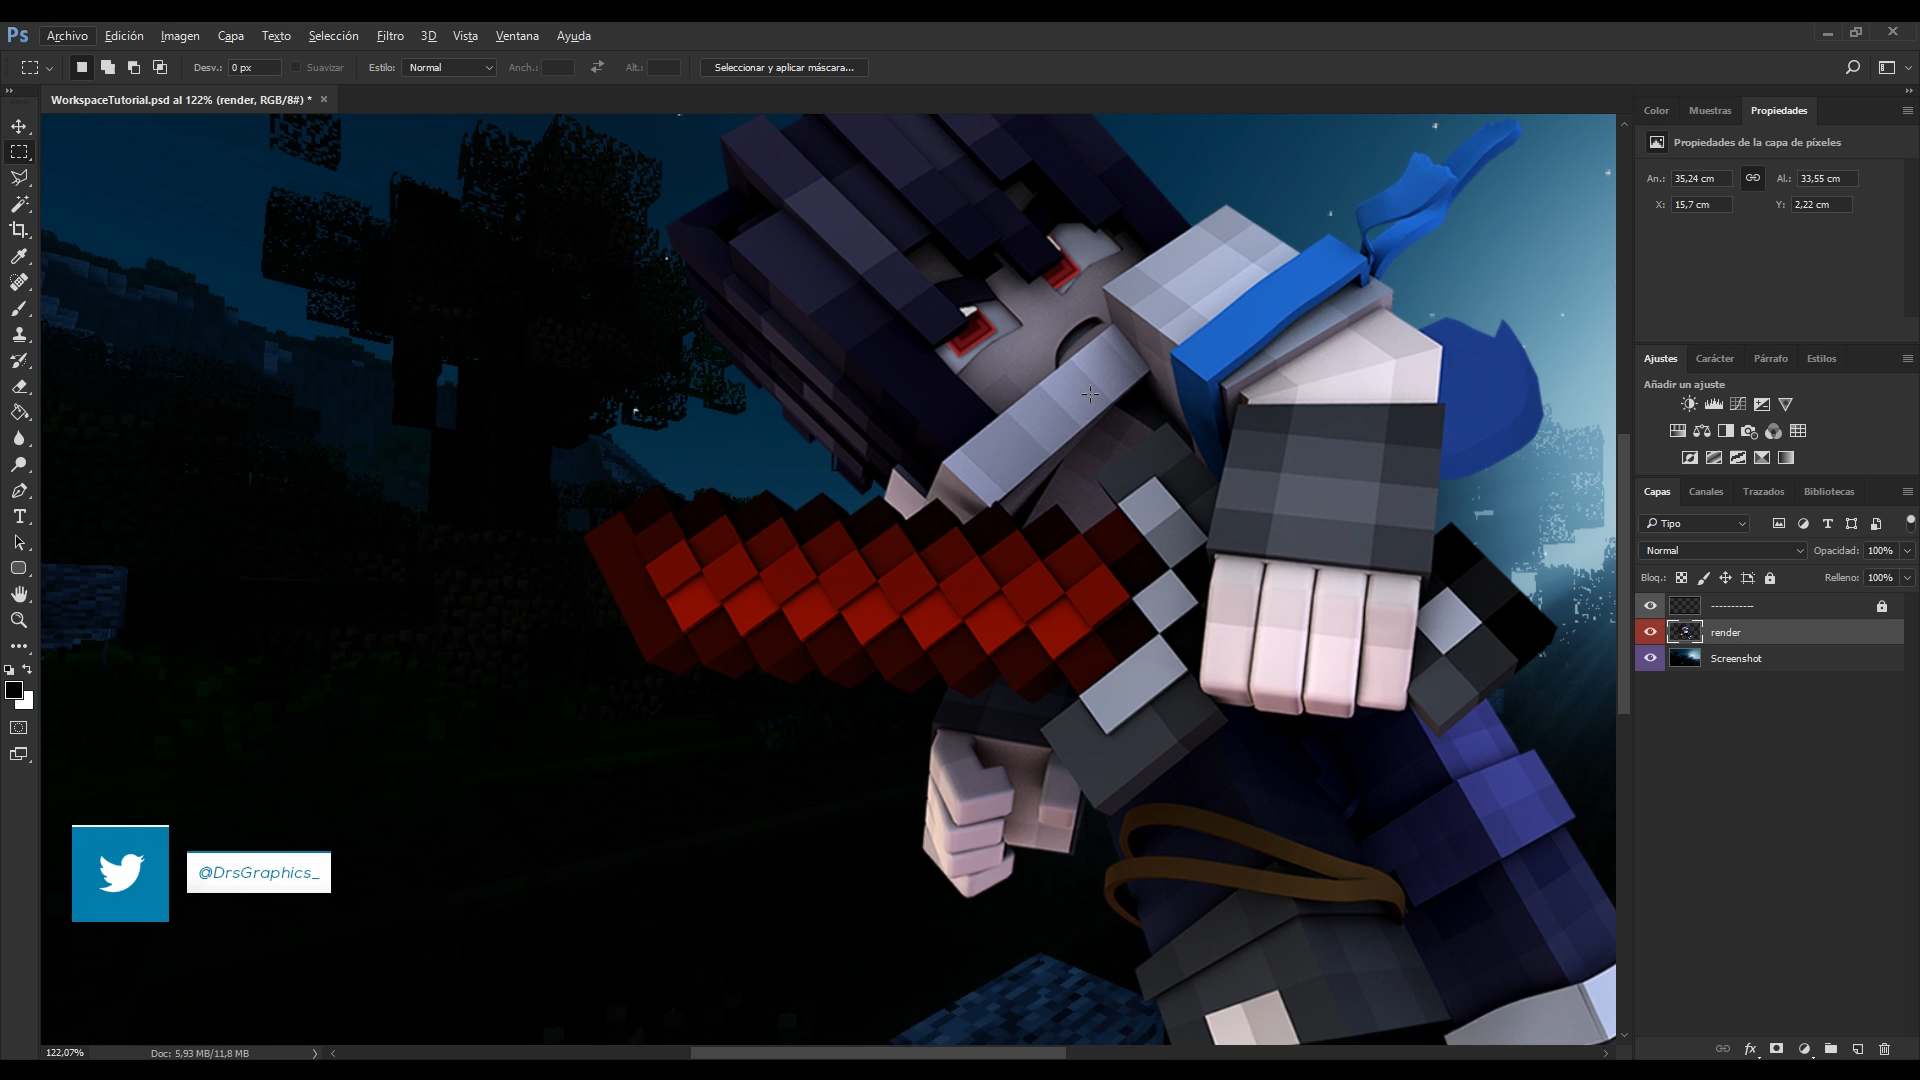 Ps Archivo Edición Imagen Capa Texto Selección Filtro 3D Vista Ventana Ayuda
Desv.: 0 px Suavizar Estilo: Normal Anch.: Alt.: Seleccionar y aplicar máscara...
WorkspaceTutorial.psd al 122% (render, RGB/8#) *
Color Muestras Propiedades
Propiedades de la capa de píxeles
An.: 35,24 cm Al.: 33,55 cm
X: 15,7 cm Y: 2,22 cm
Ajustes Carácter Párrafo Estilos
Añadir un ajuste
Capas Canales Trazados Bibliotecas
Tipo
Normal Opacidad: 100%
Bloq.: Relleno: 100%
-----------
render
Screenshot
@DrsGraphics_
122,07% Doc: 5,93 MB/11,8 MB
fx